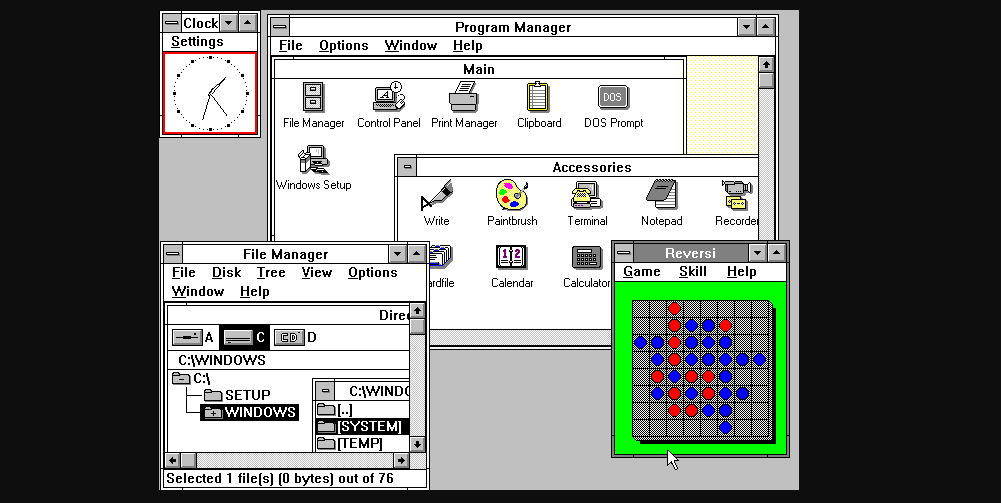 Clock
Settings
Program Manager
File Options Window Help
Main
File Manager Control Panel Print Manager Clipboard DOS Prompt
DOS
Windows Setup
Accessories
Write Paintbrush Terminal Notepad Recorder
ardfile Calendar Calculator
File Manager
File Disk Tree View Options
Window Help
Direc
A C CD D
C:\WINDOWS
C:\
SETUP
WINDOWS
C:\WINDO
[..]
[SYSTEM]
[TEMP]
Selected 1 file(s) (0 bytes) out of 76
Reversi
Game Skill Help